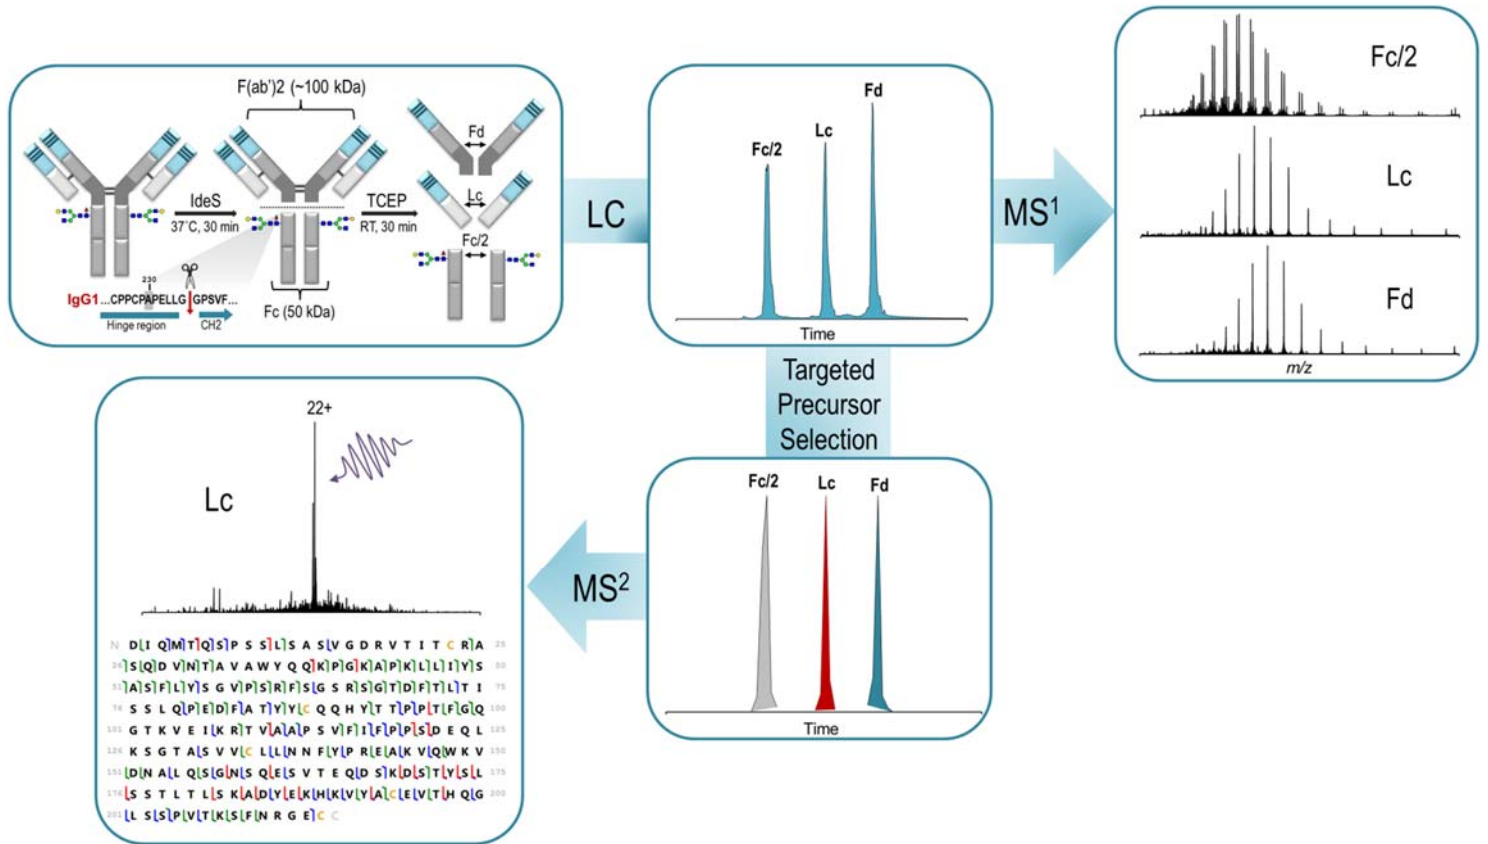 F(ab')2 (~100 kDa)
Fd
Lc
Fc/2
IdeS
37˚C, 30 min
TCEP
RT, 30 min
230
IgG1...CPPCPAPELLG GPSVF...
Hinge region
CH2
Fc (50 kDa)
LC
Fc/2
Lc
Fd
Time
MS1
Fc/2
Lc
Fd
m/z
Targeted
Precursor
Selection
Fc/2
Lc
Fd
Time
MS2
22+
Lc
N D I Q M T Q S P S S L S A S V G D R V T I T C R A 25
26 S Q D V N T A V A W Y Q Q K P G K A P K L L I Y S 50
51 A S F L Y S G V P S R F S G S R S G T D F T L T I 75
76 S S L Q P E D F A T Y Y C Q Q H Y T T P P T F G Q 100
101 G T K V E I K R T V A A P S V F I F P P S D E Q L 125
126 K S G T A S V V C L L N N F Y P R E A K V Q W K V 150
151 D N A L Q S G N S Q E S V T E Q D S K D S T Y S L 175
176 S S T L T L S K A D Y E K H K V Y A C E V T H Q G 200
201 L S S P V T K S F N R G E C C